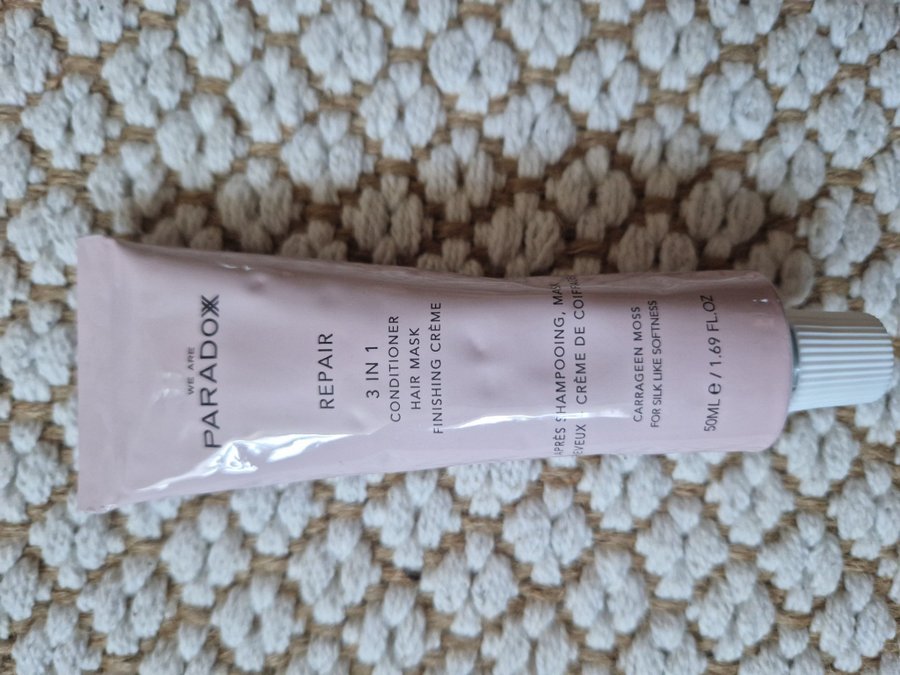 WE ARE
PARADOXX
REPAIR
3 IN 1
CONDITIONER
HAIR MASK
FINISHING CRÈME
APRÈS SHAMPOOING,
CRÈME DE
CARRAGEEN MOSS
FOR SILK LIKE SOFTNESS
50ML e / 1.69 FL.OZ